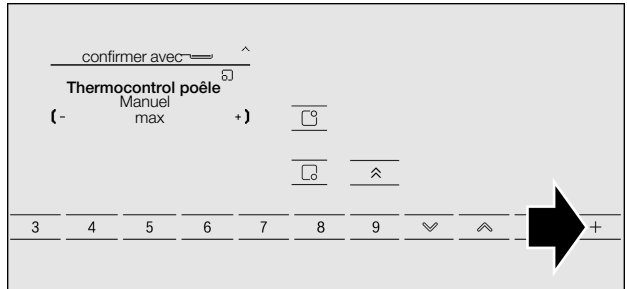 confirmer avec
Thermocontrol poêle
Manuel
- max +
3 4 5 6 7 8 9 +